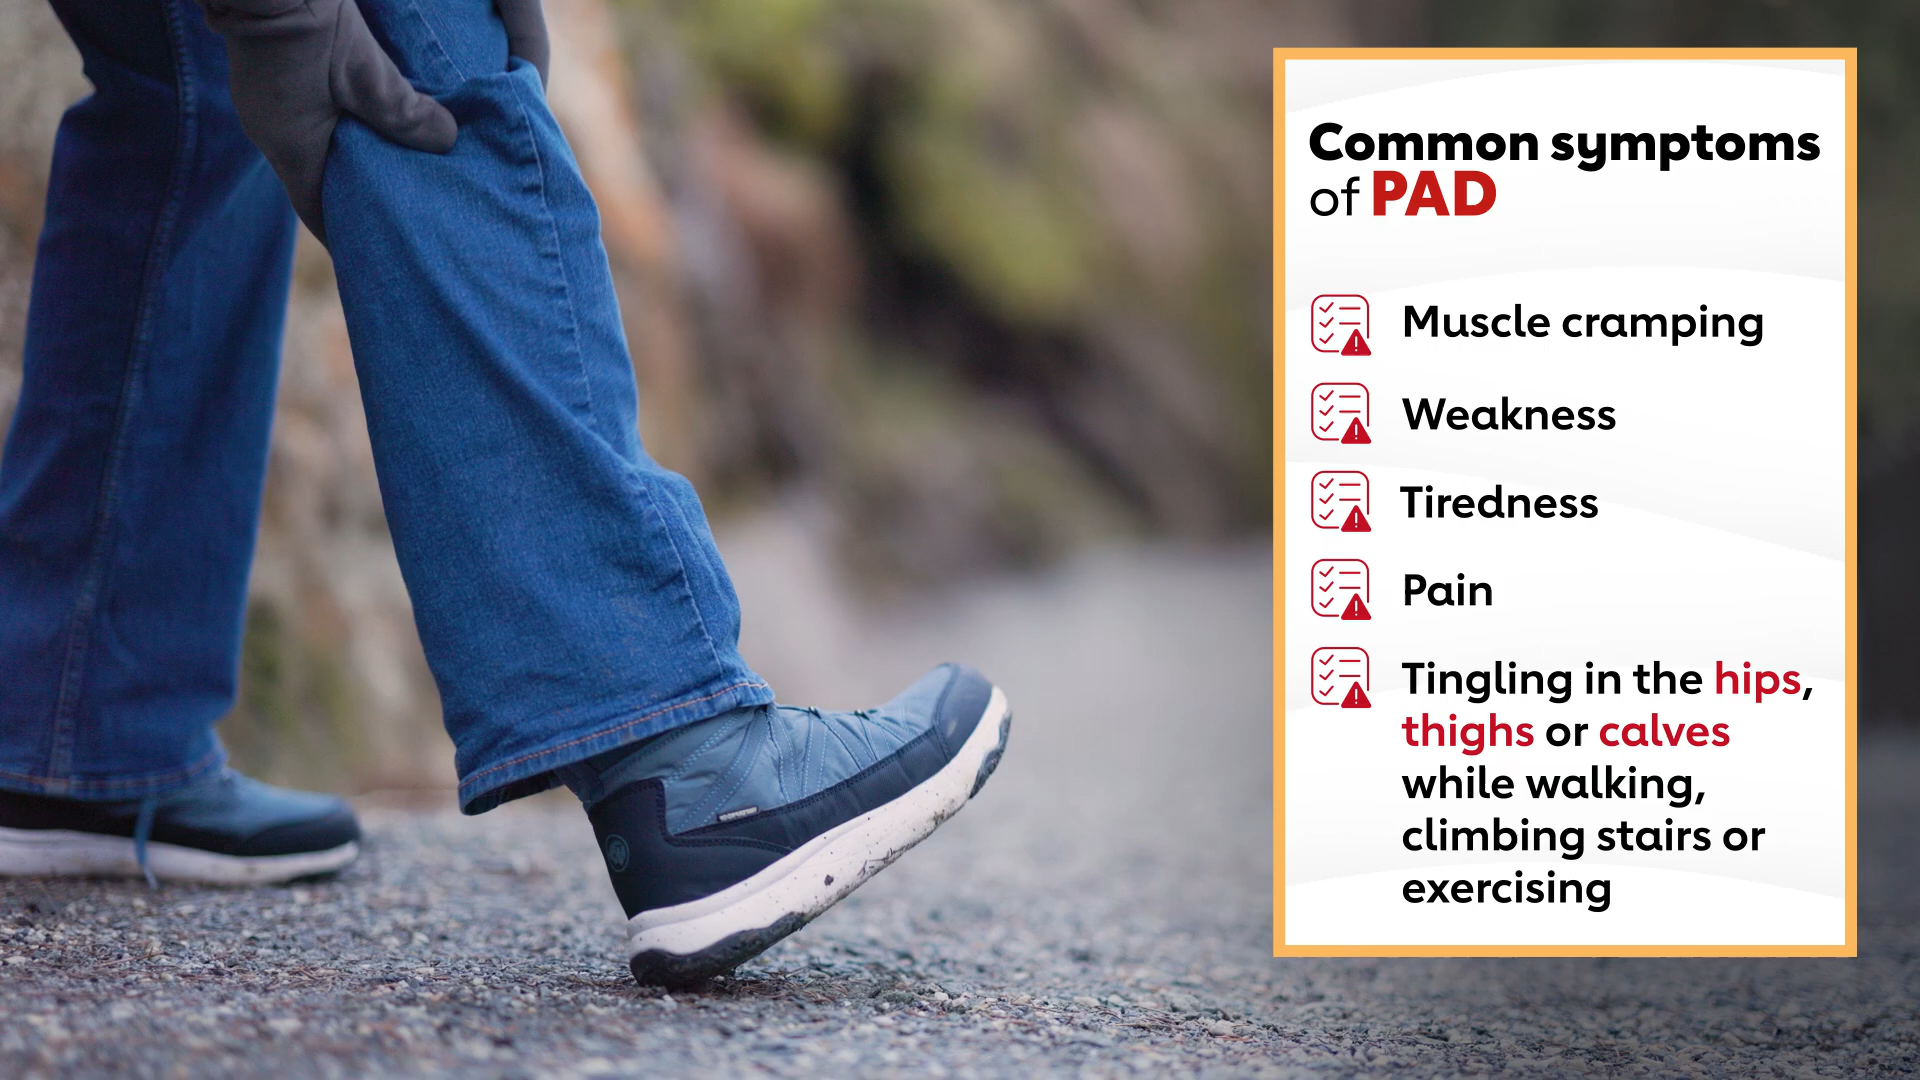 Common symptoms
of PAD
Muscle cramping
Weakness
Tiredness
Pain
Tingling in the hips,
thighs or calves
while walking,
climbing stairs or
exercising